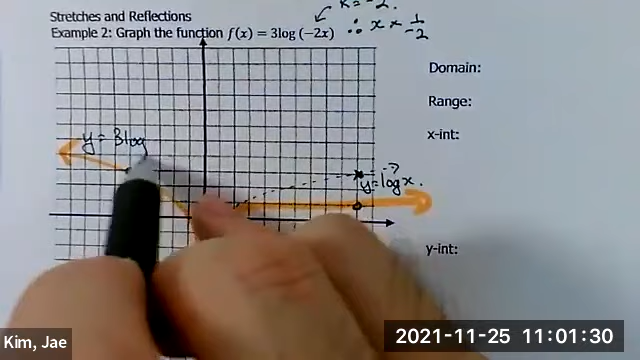 Stretches and Reflections
k = -2.
Example 2: Graph the function f(x) = 3log (-2x)
∴ x × 1/-2
Domain:
Range:
x-int:
y = 3log
y = log x.
y-int:
Kim, Jae
2021-11-25 11:01:30